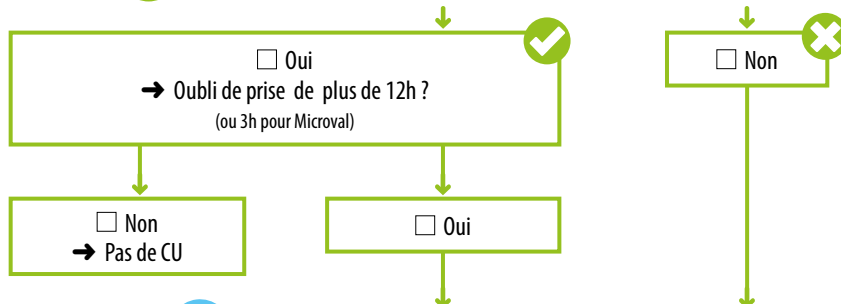 ☐ Oui
➜ Oubli de prise de plus de 12h ?
(ou 3h pour Microval)
☐ Non
☐ Non
➜ Pas de CU
☐ Oui